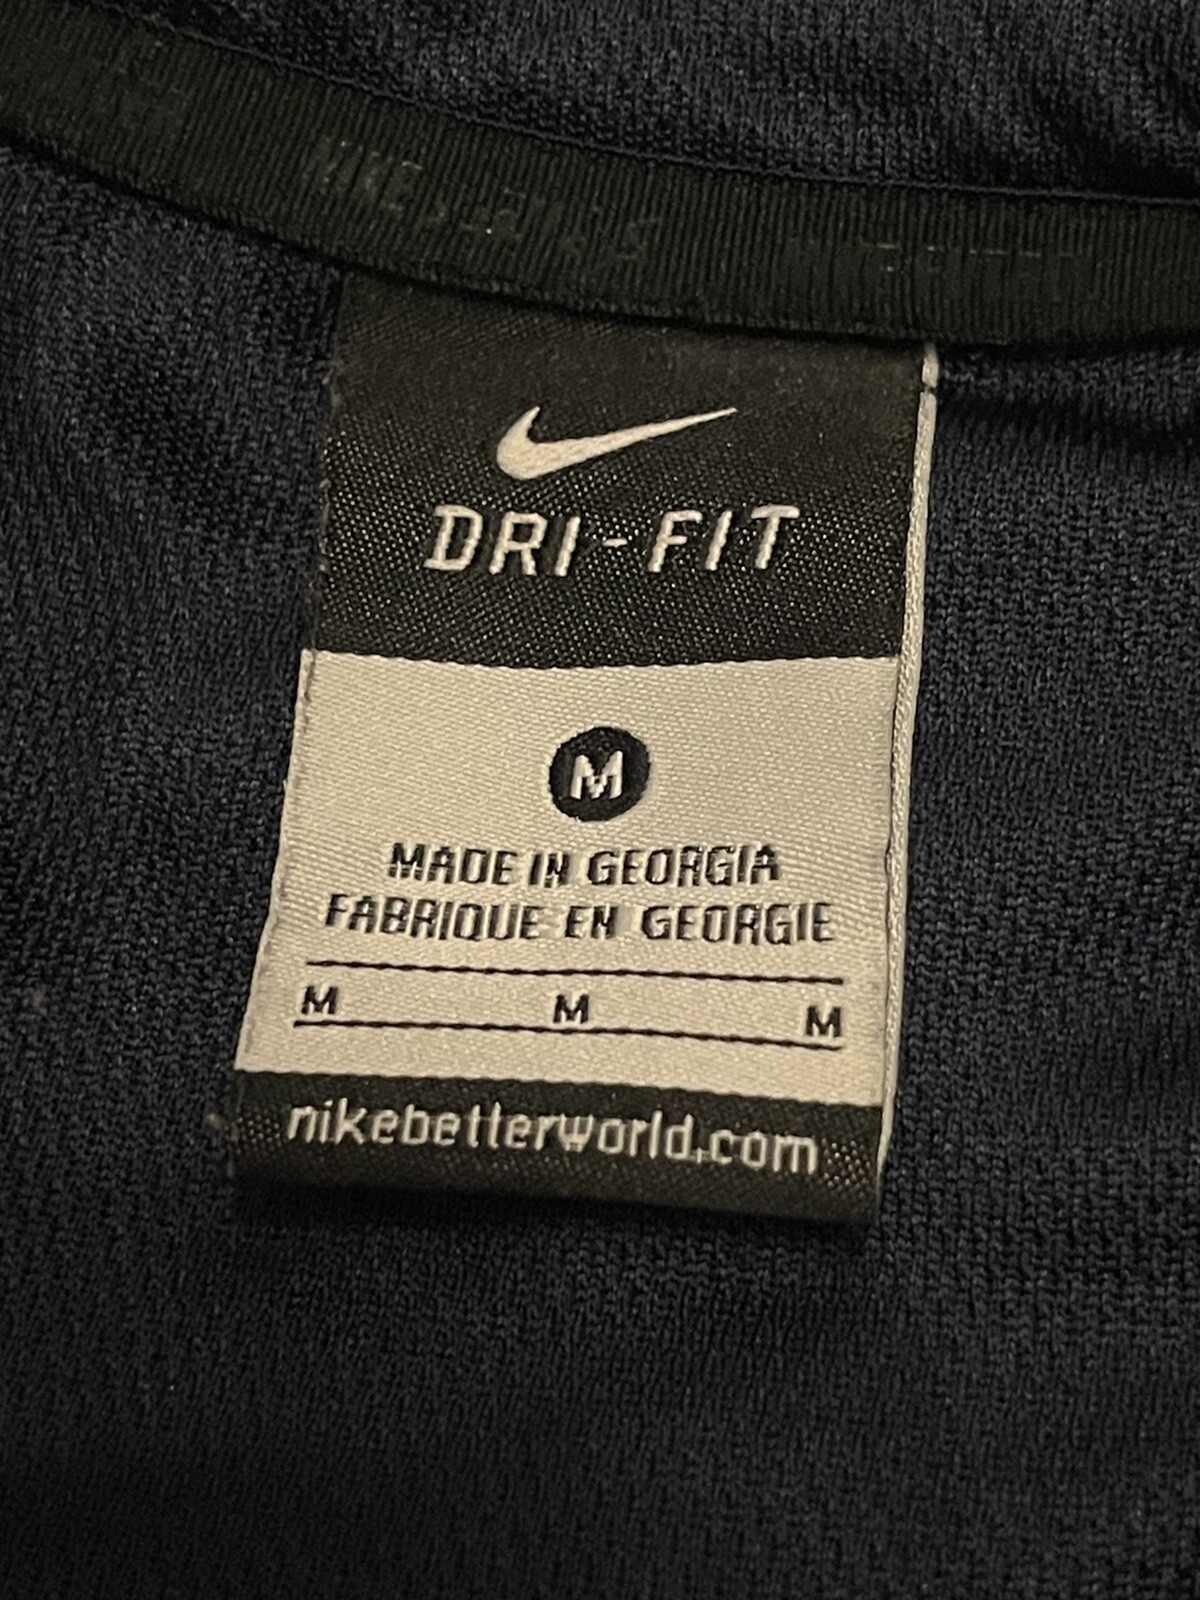 DRI-FIT
M
MADE IN GEORGIA
FABRIQUE EN GEORGIE
M M M
nikebetterworld.com